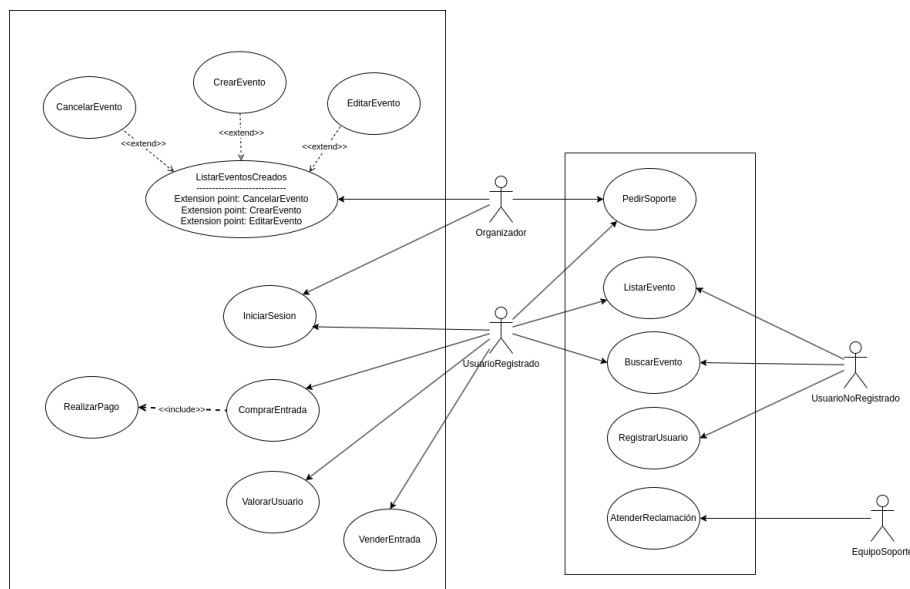 CrearEvento
CancelarEvento
EditarEvento
<<extend>>
<<extend>>
<<extend>>
ListarEventosCreados
------------------------------
Extension point: CancelarEvento
Extension point: CrearEvento
Extension point: EditarEvento
Organizador
PedirSoporte
IniciarSesion
ListarEvento
UsuarioRegistrado
BuscarEvento
UsuarioNoRegistrado
RealizarPago
<<include>>
ComprarEntrada
RegistrarUsuario
ValorarUsuario
VenderEntrada
AtenderReclamación
EquipoSoporte